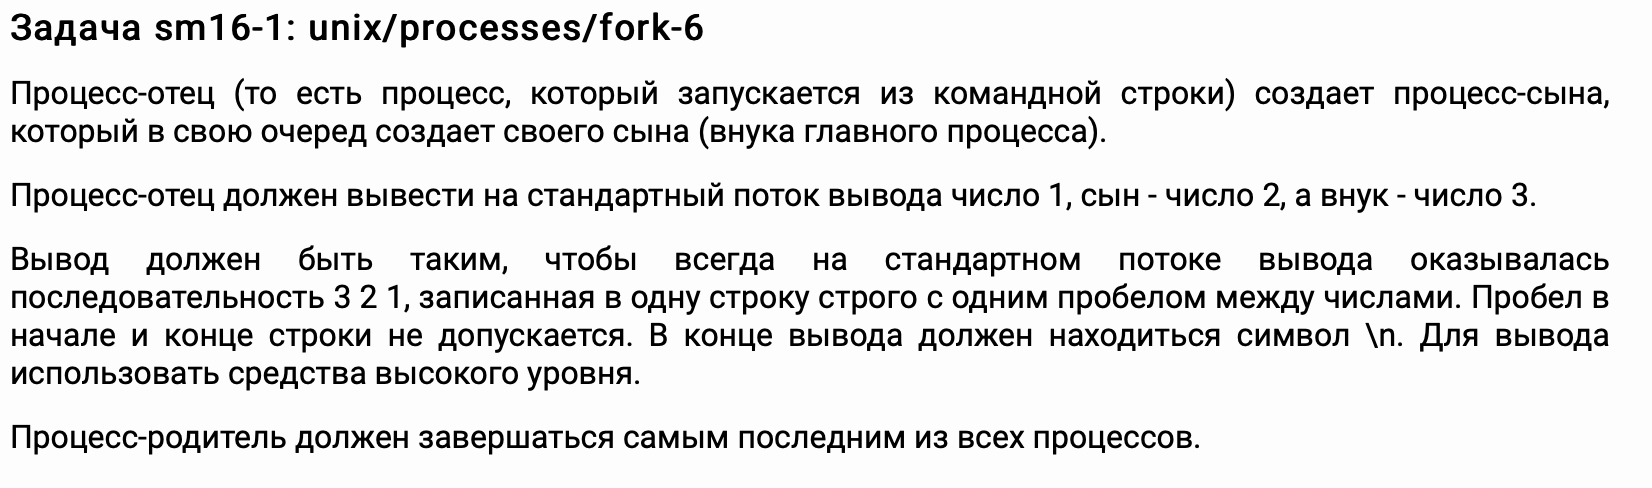 Задача sm16-1: unix/processes/fork-6
Процесс-отец (то есть процесс, который запускается из командной строки) создает процесс-сына,
который в свою очеред создает своего сына (внука главного процесса).
Процесс-отец должен вывести на стандартный поток вывода число 1, сын - число 2, а внук - число 3.
Вывод должен быть таким, чтобы всегда на стандартном потоке вывода оказывалась
последовательность 3 2 1, записанная в одну строку строго с одним пробелом между числами. Пробел в
начале и конце строки не допускается. В конце вывода должен находиться символ \n. Для вывода
использовать средства высокого уровня.
Процесс-родитель должен завершаться самым последним из всех процессов.